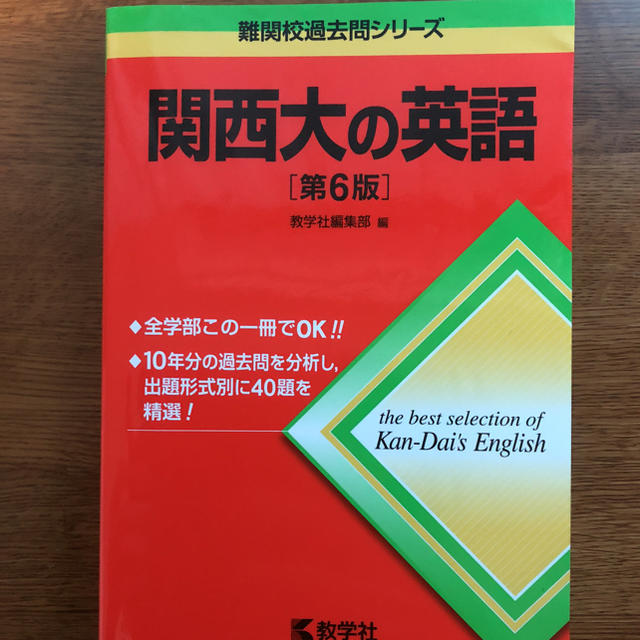 難関校過去問シリーズ
関西大の英語
[第6版]
教学社編集部 編
◆全学部この一冊でOK!!
◆10年分の過去問を分析し,
出題形式別に40題を
精選!
the best selection of
Kan-Dai's English
教学社